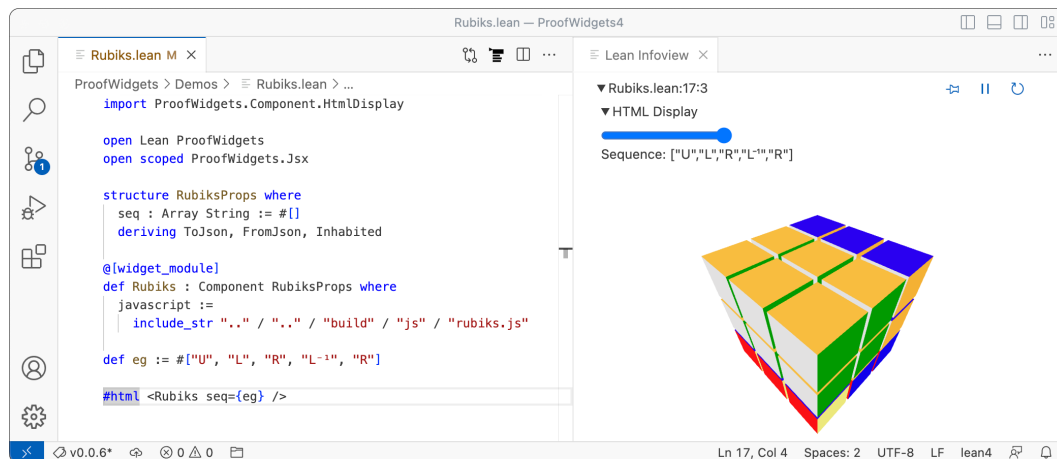 Rubiks.lean — ProofWidgets4
Rubiks.lean M
ProofWidgets > Demos > Rubiks.lean > ...
import ProofWidgets.Component.HtmlDisplay
open Lean ProofWidgets
open scoped ProofWidgets.Jsx
structure RubiksProps where
seq : Array String := #[]
deriving ToJson, FromJson, Inhabited
@[widget_module]
def Rubiks : Component RubiksProps where
javascript :=
include_str ".." / ".." / "build" / "js" / "rubiks.js"
def eg := #["U", "L", "R", "L⁻¹", "R"]
#html <Rubiks seq={eg} />
Lean Infoview
Rubiks.lean:17:3
HTML Display
Sequence: ["U","L","R","L⁻¹","R"]
1
v0.0.6* 0 0 Ln 17, Col 4 Spaces: 2 UTF-8 LF lean4